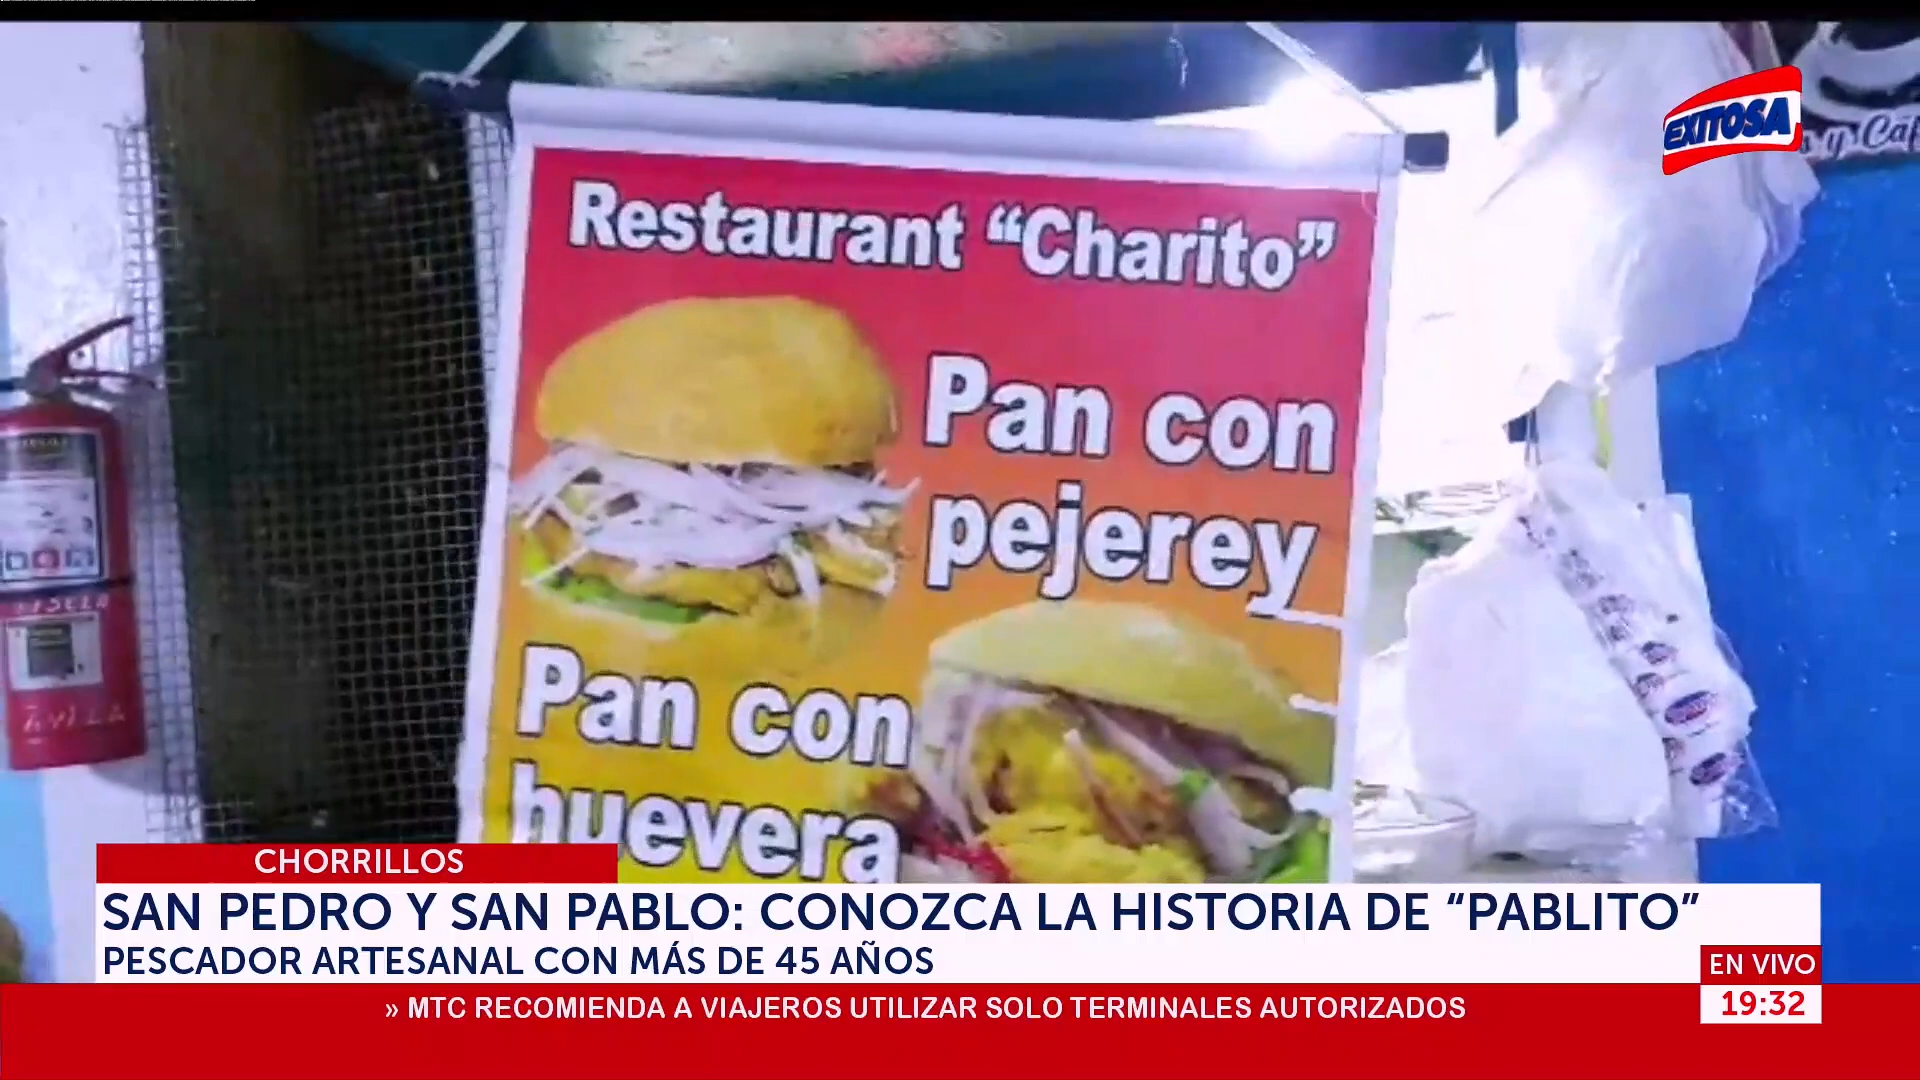 EXITOSA
Restaurant “Charito”
Pan con
pejerey
Pan con
huevera
CHORRILLOS
SAN PEDRO Y SAN PABLO: CONOZCA LA HISTORIA DE “PABLITO”
PESCADOR ARTESANAL CON MÁS DE 45 AÑOS
EN VIVO
» MTC RECOMIENDA A VIAJEROS UTILIZAR SOLO TERMINALES AUTORIZADOS
19:32